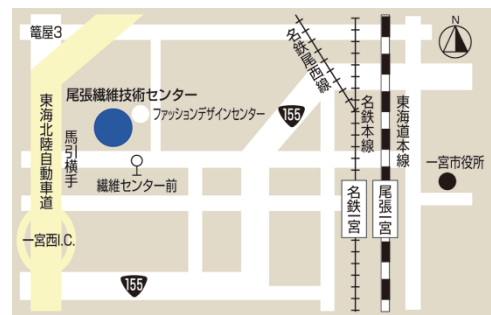 籠屋3
名鉄尾西線
N
尾張繊維技術センター
ファッションデザインセンター
155
東海北陸自動車道
馬引横手
名鉄本線
東海道本線
繊維センター前
一宮市役所
名鉄一宮
尾張一宮
一宮西I.C.
155